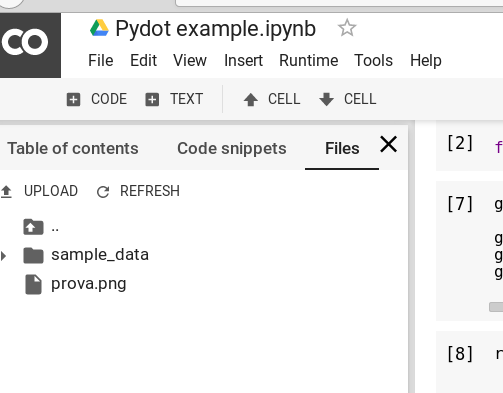 CO
Pydot example.ipynb
File Edit View Insert Runtime Tools Help
CODE TEXT CELL CELL
Table of contents Code snippets Files
UPLOAD REFRESH
..
sample_data
prova.png
[2] f
[7] g
g
g
g
[8] r